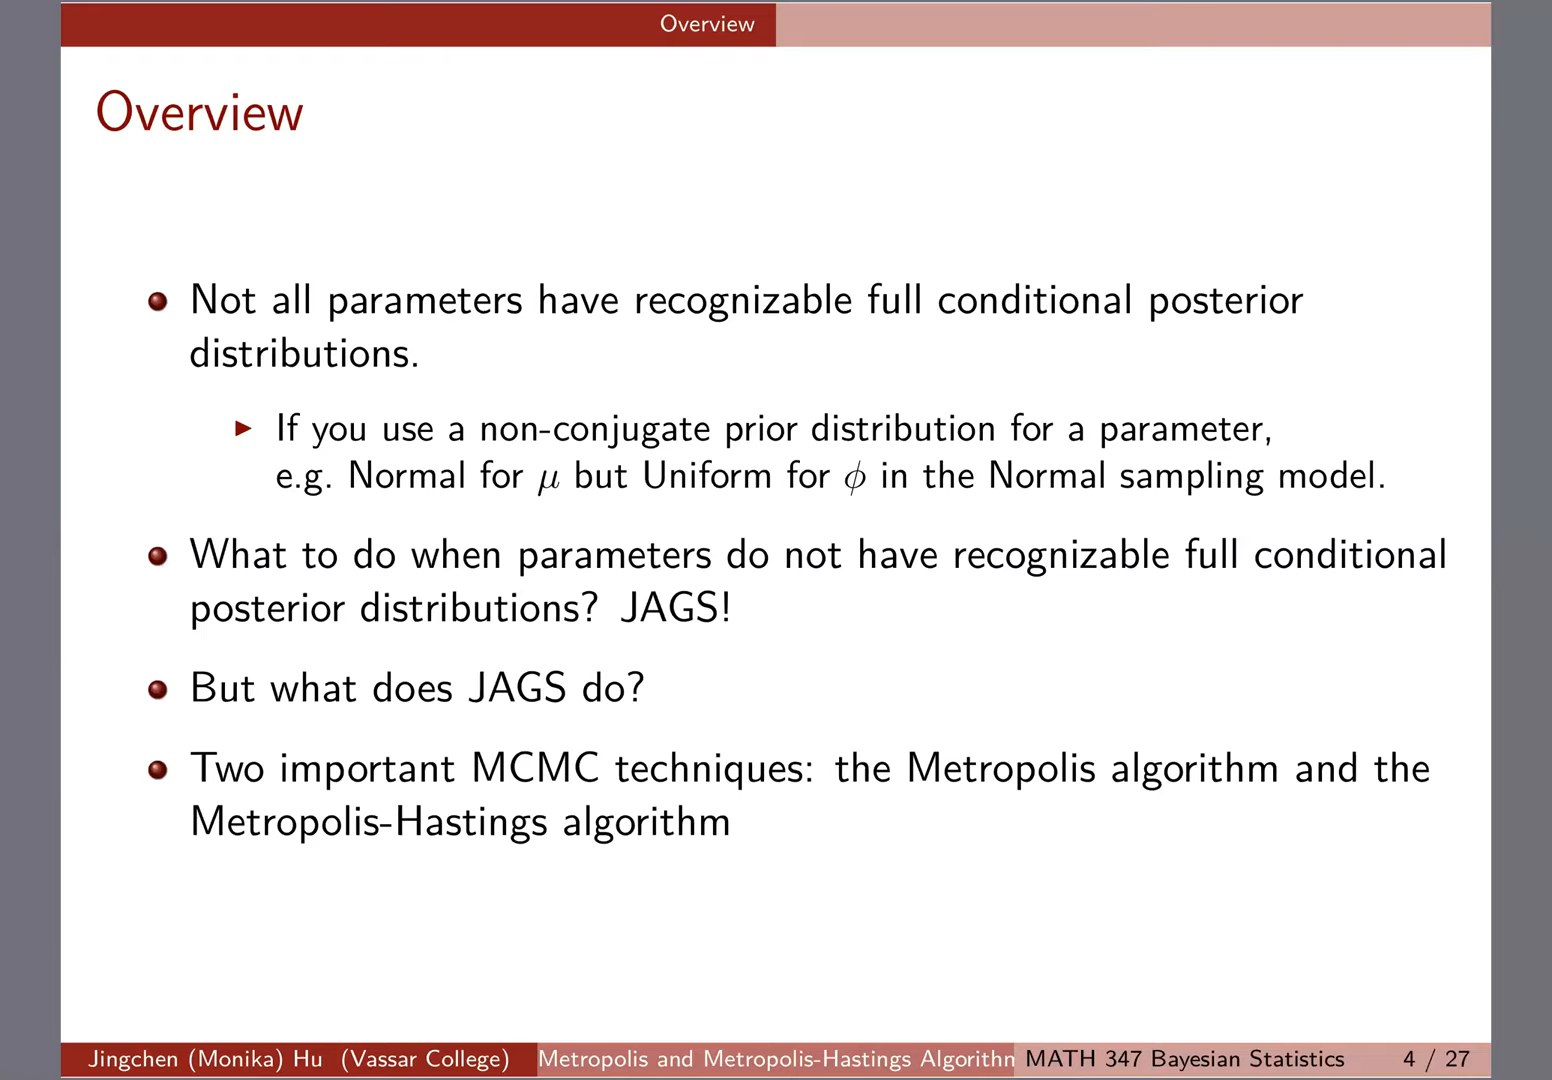 Overview
Overview
Not all parameters have recognizable full conditional posterior
distributions.
If you use a non-conjugate prior distribution for a parameter,
e.g. Normal for μ but Uniform for ϕ in the Normal sampling model.
What to do when parameters do not have recognizable full conditional
posterior distributions? JAGS!
But what does JAGS do?
Two important MCMC techniques: the Metropolis algorithm and the
Metropolis-Hastings algorithm
Jingchen (Monika) Hu (Vassar College) Metropolis and Metropolis-Hastings Algorithm MATH 347 Bayesian Statistics 4 / 27